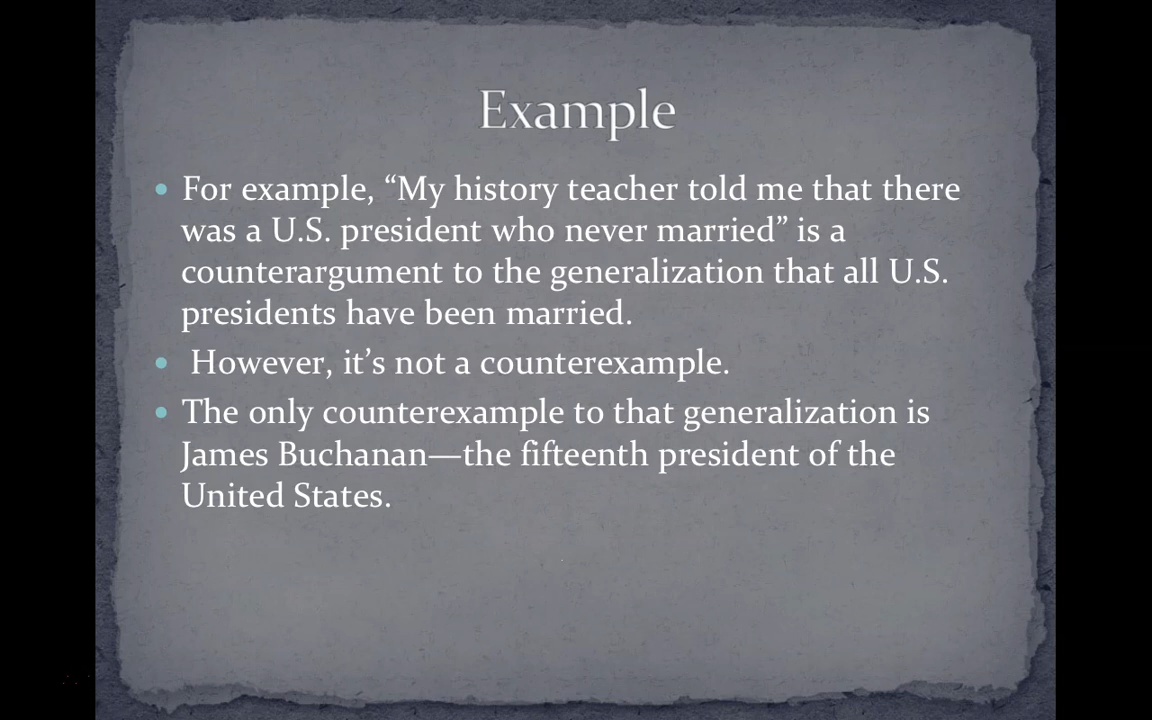 Example
• For example, “My history teacher told me that there
was a U.S. president who never married” is a
counterargument to the generalization that all U.S.
presidents have been married.
• However, it’s not a counterexample.
• The only counterexample to that generalization is
James Buchanan—the fifteenth president of the
United States.